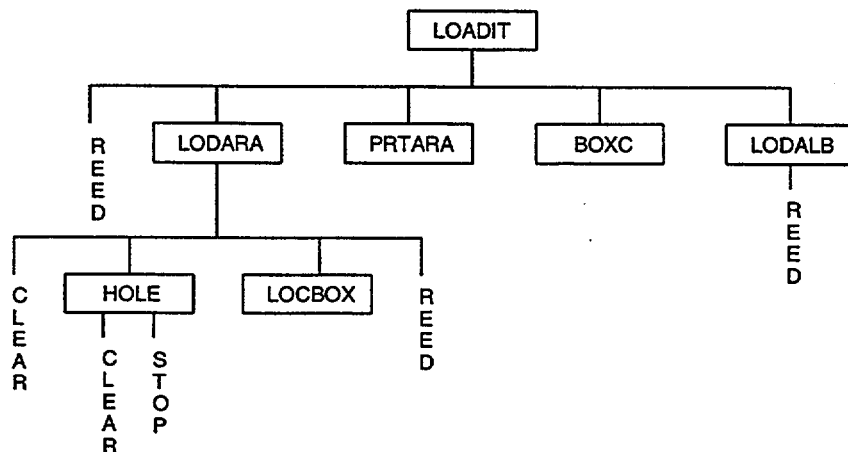 LOADIT
REED
LODARA
PRTARA
BOXC
LODALB
REED
CLEAR
HOLE
LOCBOX
REED
CLEAR
STOP